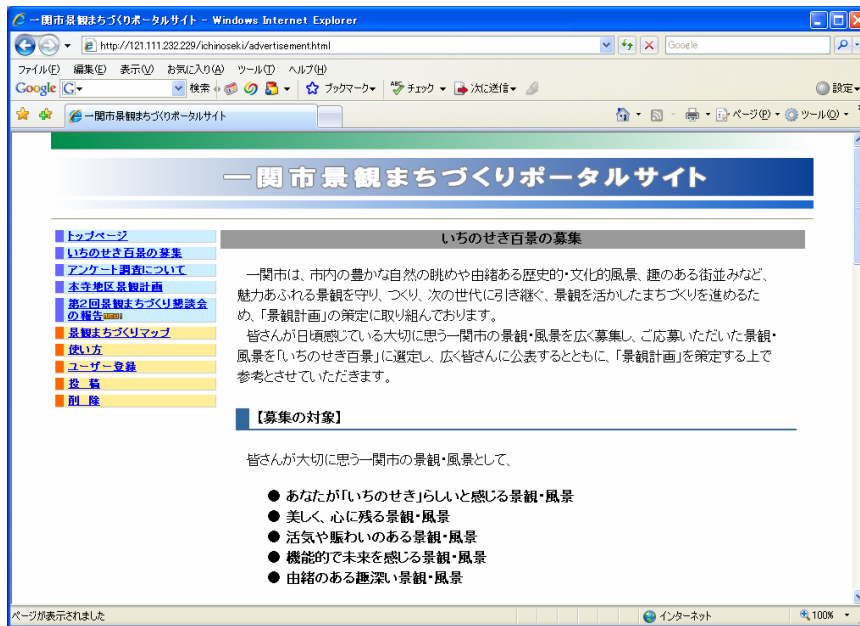 一関市景観まちづくりポータルサイト - Windows Internet Explorer
http://121.111.232.229/ichinoseki/advertisement.html
Google
ファイル(F) 編集(E) 表示(V) お気に入り(A) ツール(T) ヘルプ(H)
Google G 検索 ブックマーク チェック 次に送信 設定
一関市景観まちづくりポータルサイト ページ(P) ツール(O)
一関市景観まちづくりポータルサイト
トップページ
いちのせき百景の募集
アンケート調査について
本寺地区景観計画
第2回景観まちづくり懇談会
の報告
景観まちづくりマップ
使い方
ユーザー登録
投 稿
削 除
いちのせき百景の募集
一関市は、市内の豊かな自然の眺めや由緒ある歴史的・文化的風景、趣のある街並みなど、
魅力あふれる景観を守り、つくり、次の世代に引き継ぐ、景観を活かしたまちづくりを進めるた
め、「景観計画」の策定に取り組んでおります。
皆さんが日頃感じている大切に思う一関市の景観・風景を広く募集し、ご応募いただいた景観・
風景を「いちのせき百景」に選定し、広く皆さんに公表するとともに、「景観計画」を策定する上で
参考とさせていただきます。
【募集の対象】
皆さんが大切に思う一関市の景観・風景として、
● あなたが「いちのせき」らしいと感じる景観・風景
● 美しく、心に残る景観・風景
● 活気や賑わいのある景観・風景
● 機能的で未来を感じる景観・風景
● 由緒のある趣深い景観・風景
ページが表示されました インターネット 100%